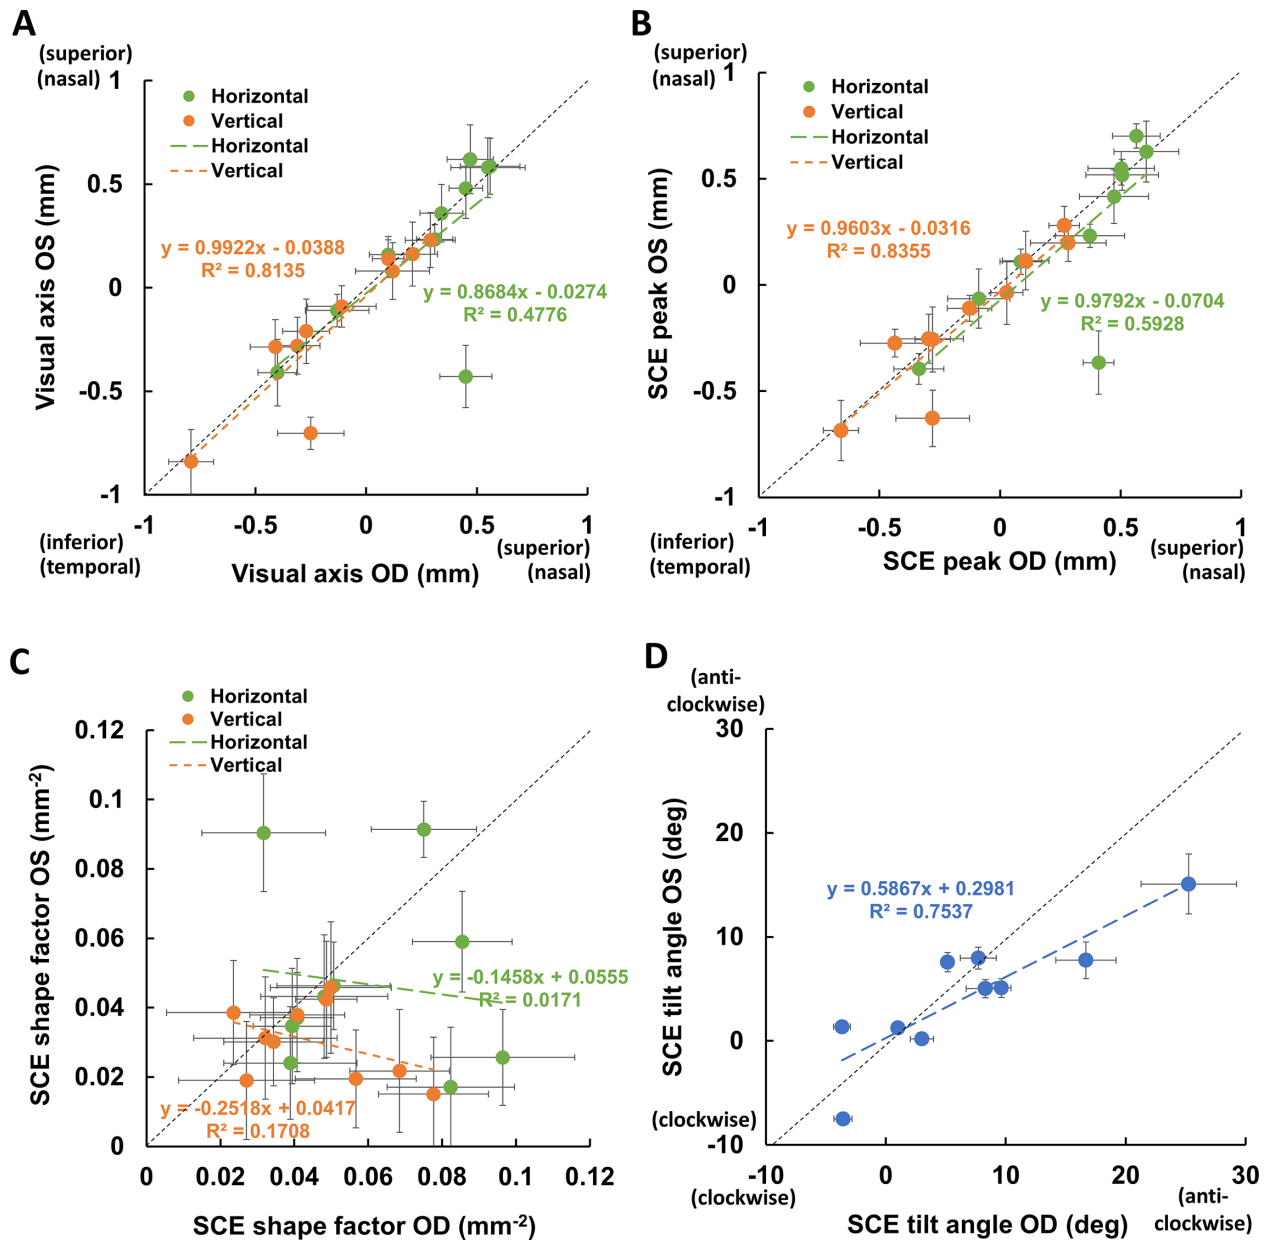 A
(superior)
(nasal)
1
0.5
0
-0.5
-1
Visual axis OS (mm)
Horizontal
Vertical
Horizontal
Vertical
y = 0.9922x - 0.0388
R² = 0.8135
y = 0.8684x - 0.0274
R² = 0.4776
-1
-0.5
0
0.5
1
(inferior)
(temporal)
Visual axis OD (mm)
(superior)
(nasal)
B
(superior)
(nasal)
1
0.5
0
-0.5
-1
SCE peak OS (mm)
Horizontal
Vertical
Horizontal
Vertical
y = 0.9603x - 0.0316
R² = 0.8355
y = 0.9792x - 0.0704
R² = 0.5928
-1
-0.5
0
0.5
1
(inferior)
(temporal)
SCE peak OD (mm)
(superior)
(nasal)
C
Horizontal
Vertical
Horizontal
Vertical
0.12
0.1
0.08
0.06
0.04
0.02
0
SCE shape factor OS (mm-2)
y = -0.1458x + 0.0555
R² = 0.0171
y = -0.2518x + 0.0417
R² = 0.1708
0
0.02
0.04
0.06
0.08
0.1
0.12
SCE shape factor OD (mm-2)
D
(anti-
clockwise)
30
20
10
0
-10
SCE tilt angle OS (deg)
y = 0.5867x + 0.2981
R² = 0.7537
(clockwise)
-10
0
10
20
30
(clockwise)
SCE tilt angle OD (deg)
(anti-
clockwise)